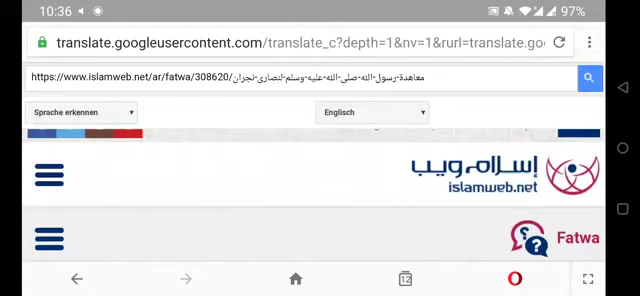 10:36 97%
translate.googleusercontent.com/translate_c?depth=1&nv=1&rurl=translate.goo
https://www.islamweb.net/ar/fatwa/308620/معاهدة-رسول-الله-صلى-الله-عليه-وسلم-لنصارى-نجران
Sprache erkennen Englisch
إسلام ويب
islamweb.net
Fatwa
12